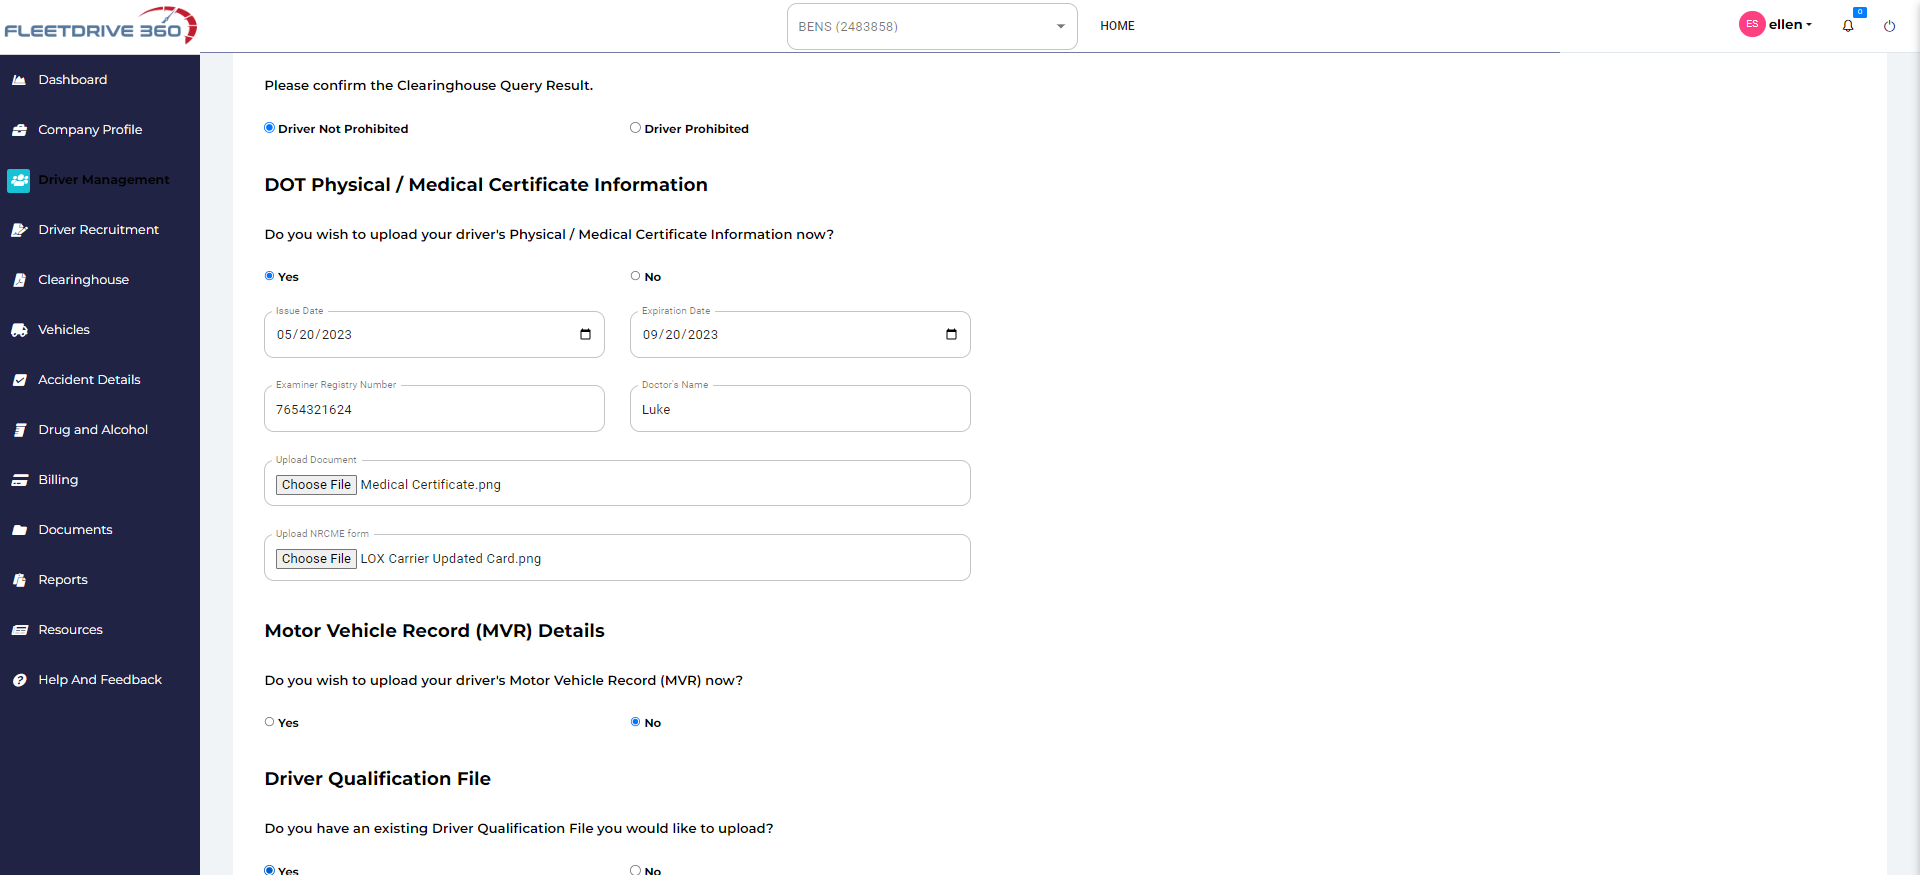 FLEETDRIVE 360
BENS (2483858)
HOME
ES
ellen
0
Dashboard
Company Profile
Driver Management
Driver Recruitment
Clearinghouse
Vehicles
Accident Details
Drug and Alcohol
Billing
Documents
Reports
Resources
Help And Feedback
Please confirm the Clearinghouse Query Result.
Driver Not Prohibited
Driver Prohibited
DOT Physical / Medical Certificate Information
Do you wish to upload your driver's Physical / Medical Certificate Information now?
Yes
No
Issue Date
05/20/2023
Expiration Date
09/20/2023
Examiner Registry Number
7654321624
Doctor's Name
Luke
Upload Document
Choose File Medical Certificate.png
Upload NRCME form
Choose File LOX Carrier Updated Card.png
Motor Vehicle Record (MVR) Details
Do you wish to upload your driver's Motor Vehicle Record (MVR) now?
Yes
No
Driver Qualification File
Do you have an existing Driver Qualification File you would like to upload?
Yes
No